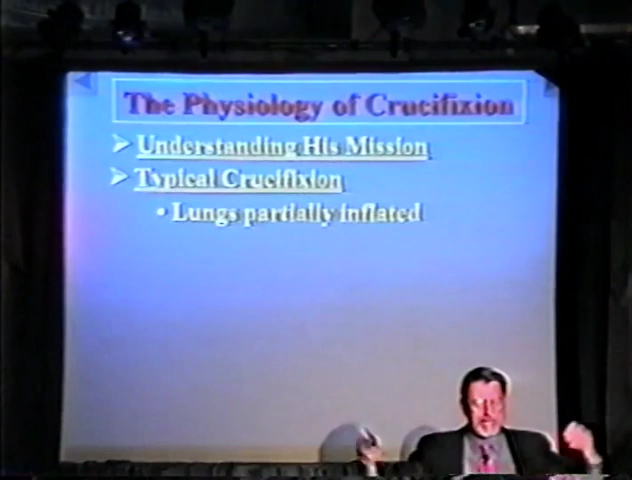 The Physiology of Crucifixion
Understanding His Mission
Typical Crucifixion
• Lungs partially inflated